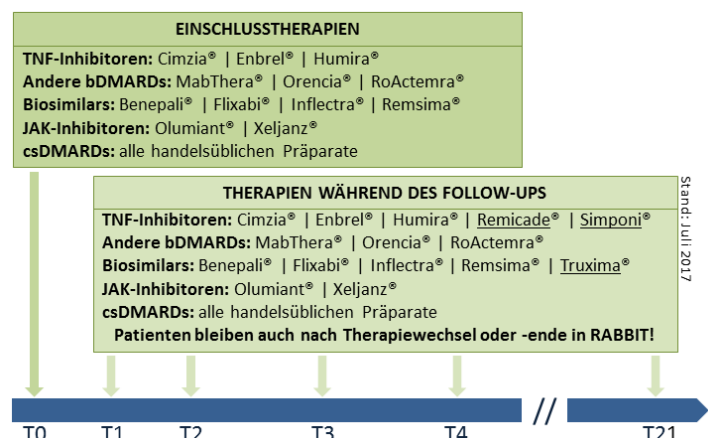 EINSCHLUSSTHERAPIEN
TNF-Inhibitoren: Cimzia® | Enbrel® | Humira®
Andere bDMARDs: MabThera® | Orencia® | RoActemra®
Biosimilars: Benepali® | Flixabi® | Inflectra® | Remsima®
JAK-Inhibitoren: Olumiant® | Xeljanz®
csDMARDs: alle handelsüblichen Präparate
THERAPIEN WÄHREND DES FOLLOW-UPS
TNF-Inhibitoren: Cimzia® | Enbrel® | Humira® | Remicade® | Simponi®
Andere bDMARDs: MabThera® | Orencia® | RoActemra®
Biosimilars: Benepali® | Flixabi® | Inflectra® | Remsima® | Truxima®
JAK-Inhibitoren: Olumiant® | Xeljanz®
csDMARDs: alle handelsüblichen Präparate
Patienten bleiben auch nach Therapiewechsel oder -ende in RABBIT!
Stand: Juli 2017
//
T0 T1 T2 T3 T4 T21